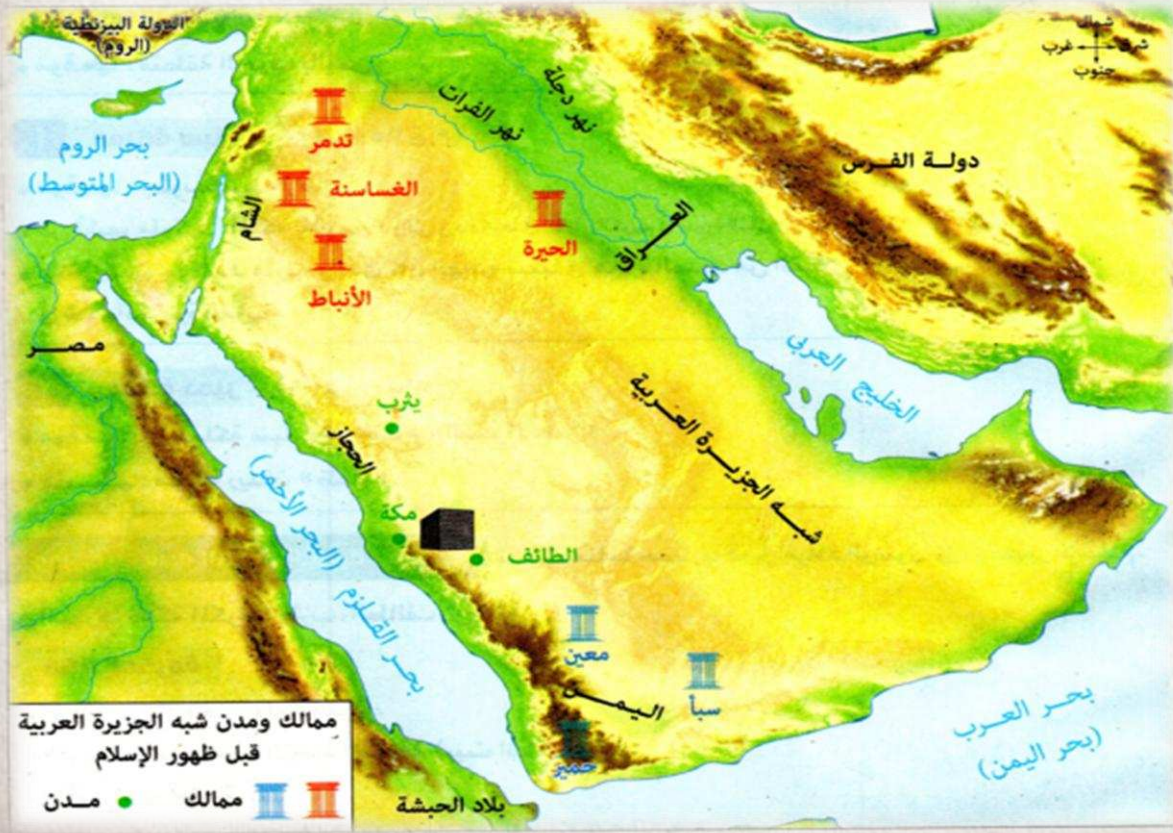 الدولة البيزنطية
(الروم)
شمال
شرق
غرب
جنوب
نهر دجلة
نهر الفرات
تدمر
دولة الفرس
بحر الروم
(البحر المتوسط)
الغساسنة
الشام
الحيرة
العراق
الأنباط
مصر
الخليج العربي
يثرب
الحجاز
شبه الجزيرة العربية
مكة
الطائف
بحر القلزم (البحر الأحمر)
معين
سبأ
اليمن
حمير
بحر العرب
(بحر اليمن)
بلاد الحبشة
ممالك ومدن شبه الجزيرة العربية
قبل ظهور الإسلام
ممالك
مدن